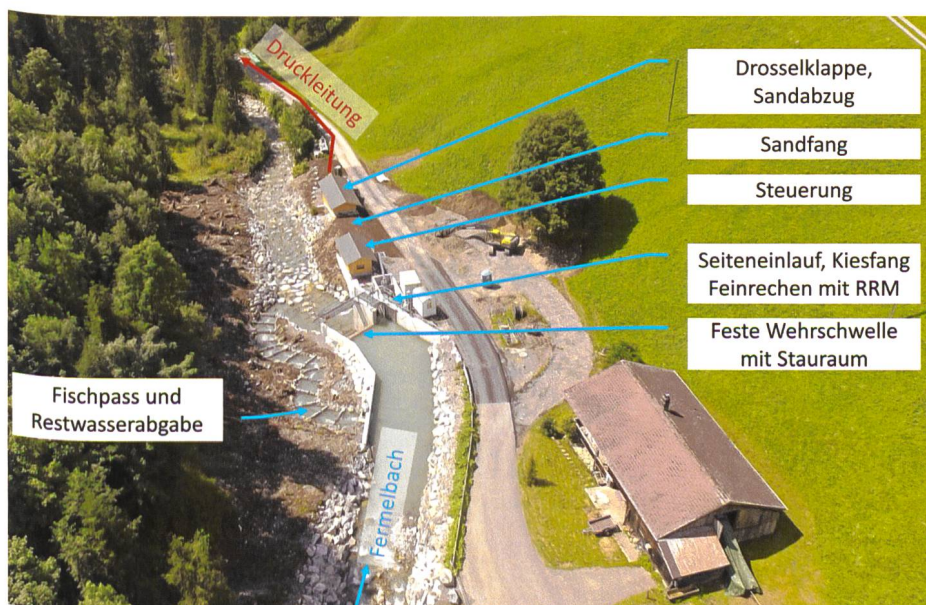 Druckleitung
Drosselklappe,
Sandabzug
Sandfang
Steuerung
Seiteneinlauf, Kiesfang
Feinrechen mit RRM
Feste Wehrschwelle
mit Stauraum
Fischpass und
Restwasserabgabe
Fermelbach